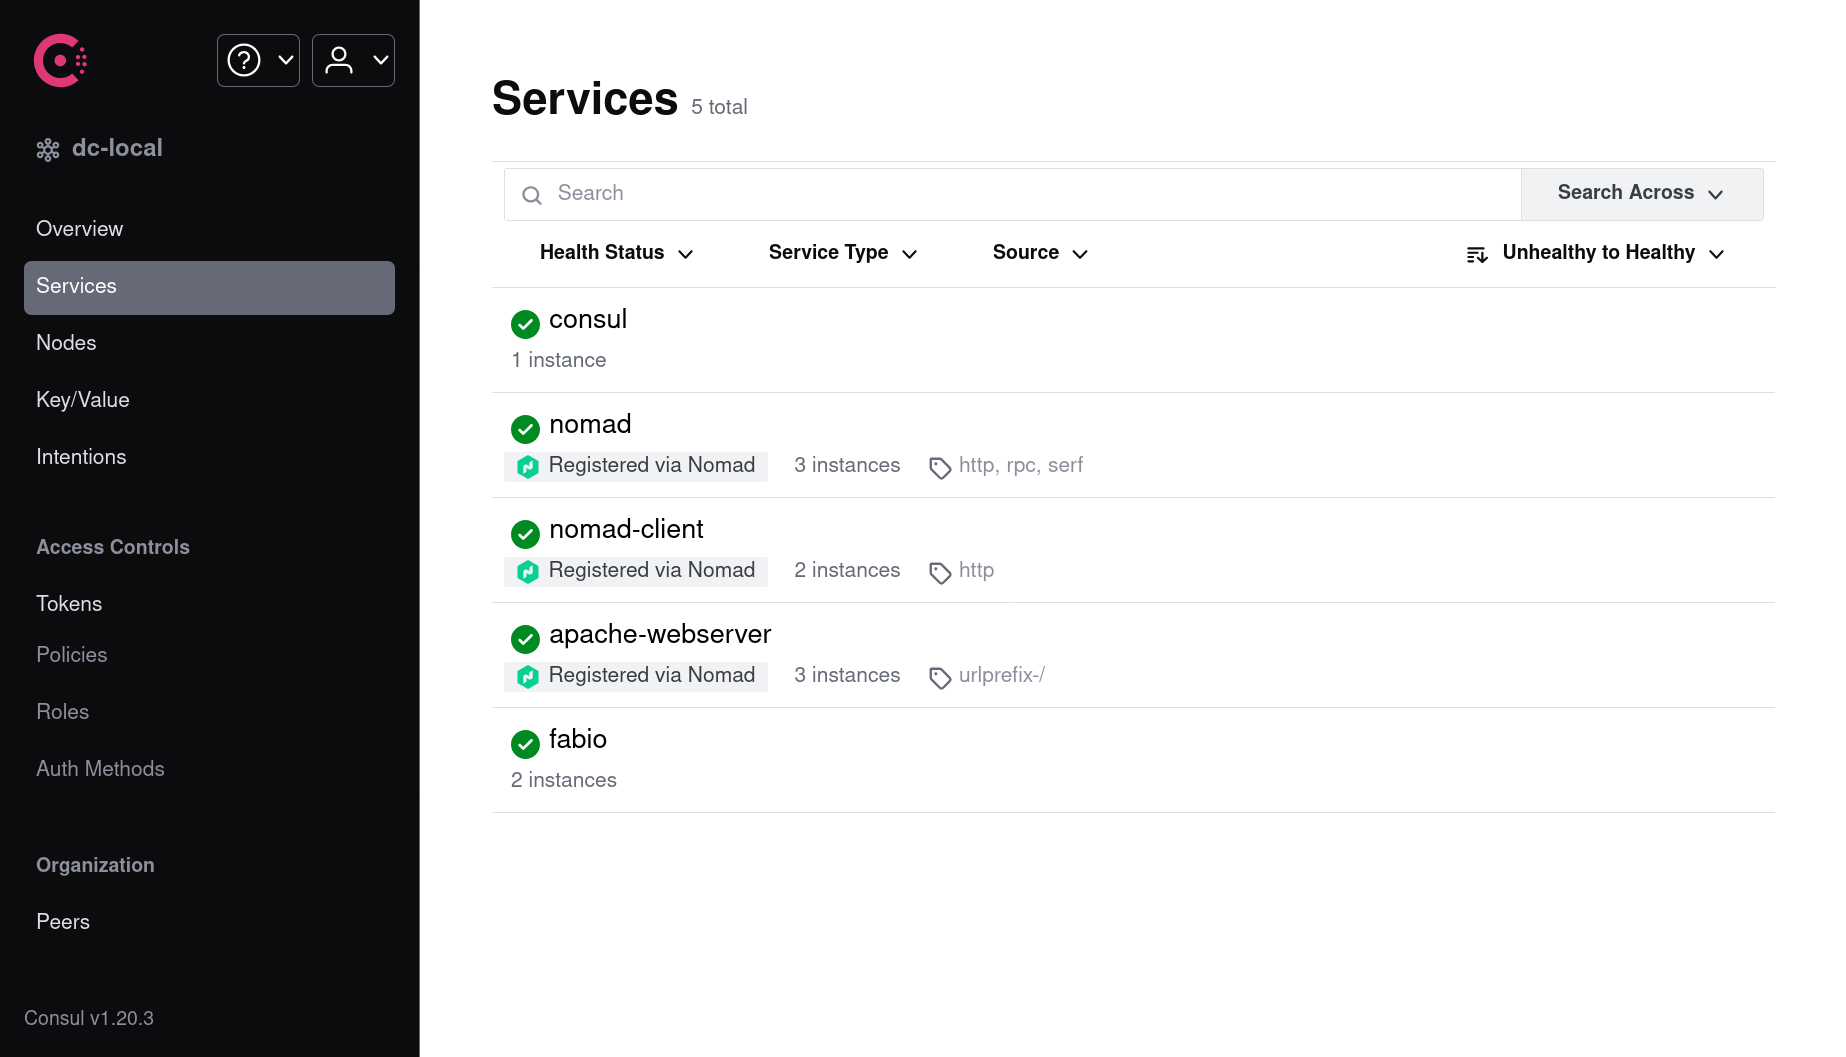 dc-local
Overview
Services
Nodes
Key/Value
Intentions
Access Controls
Tokens
Policies
Roles
Auth Methods
Organization
Peers
Consul v1.20.3
Services 5 total
Search Search Across
Health Status Service Type Source Unhealthy to Healthy
consul
1 instance
nomad
Registered via Nomad 3 instances http, rpc, serf
nomad-client
Registered via Nomad 2 instances http
apache-webserver
Registered via Nomad 3 instances urlprefix-/
fabio
2 instances